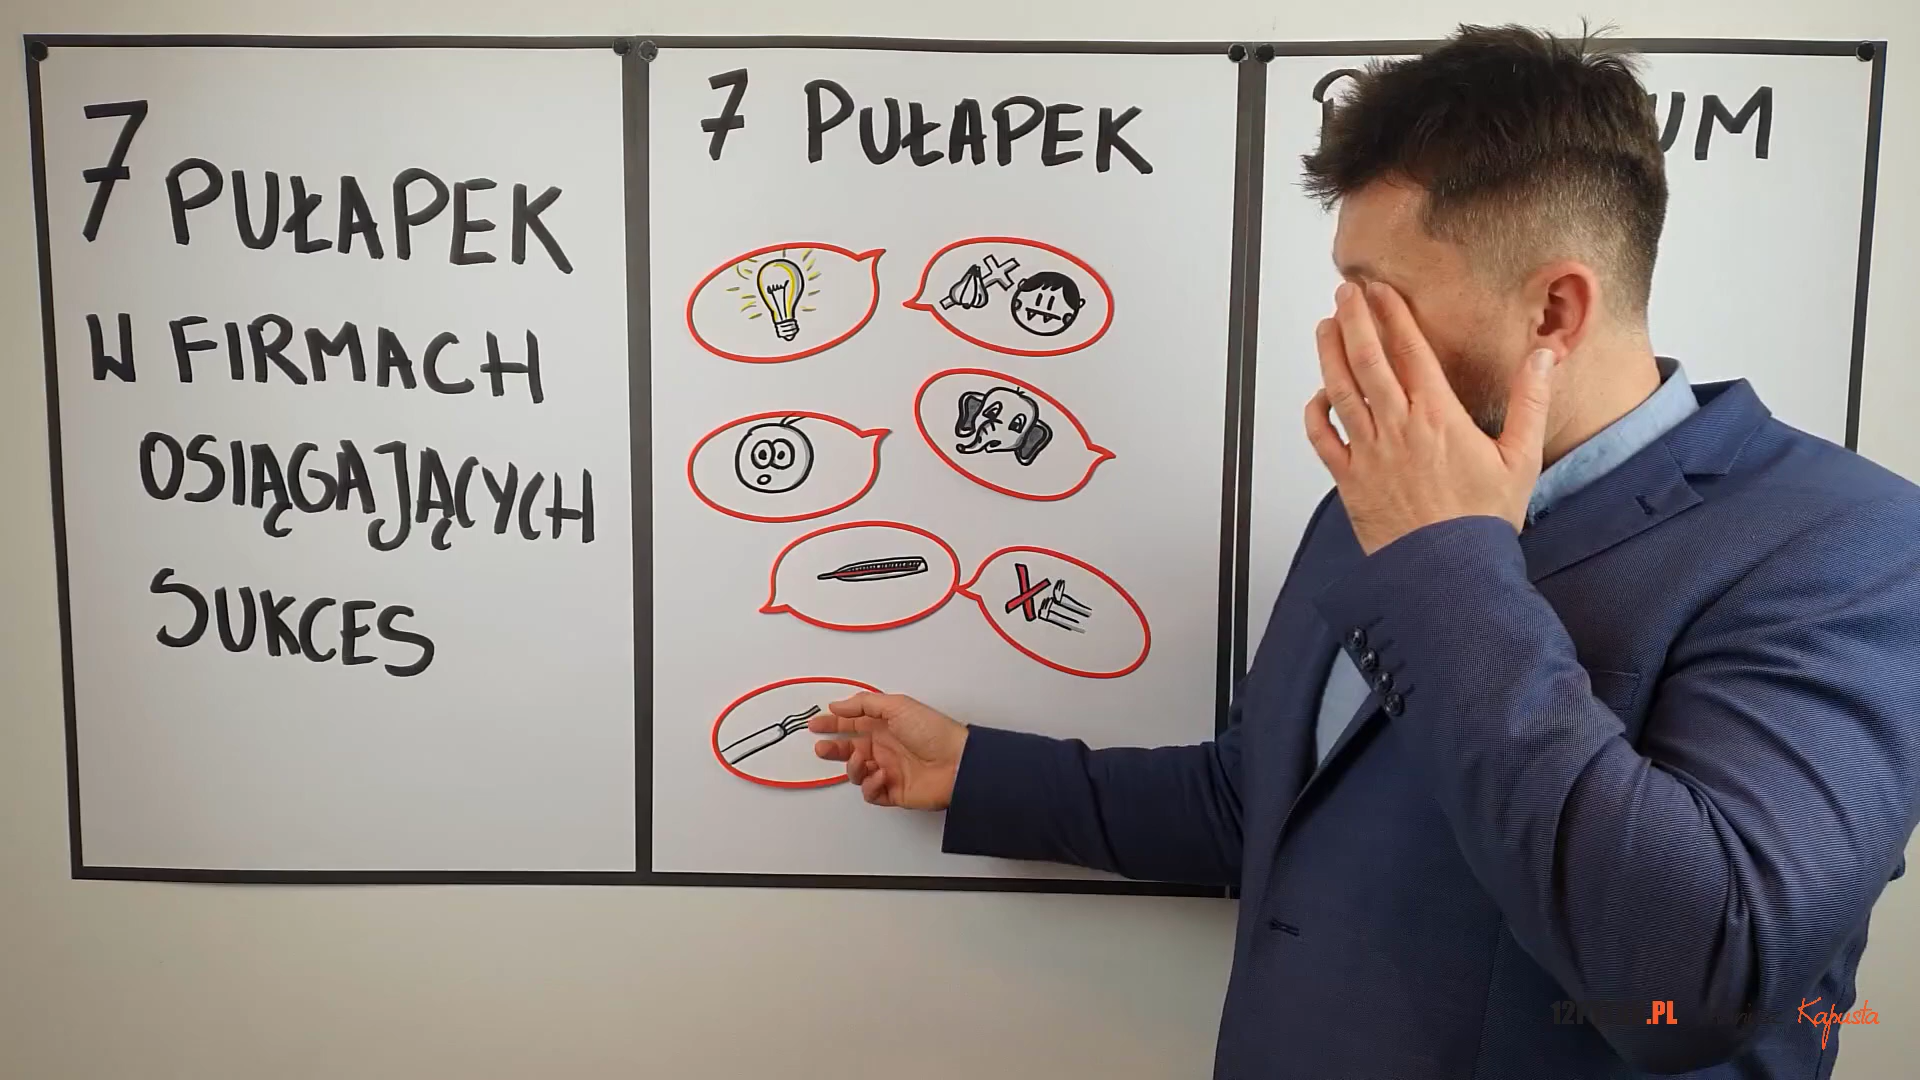 7
PUŁAPEK
W FIRMACH
OSIĄGAJĄCYCH
SUKCES
7 PUŁAPEK
.PL
Kapusta